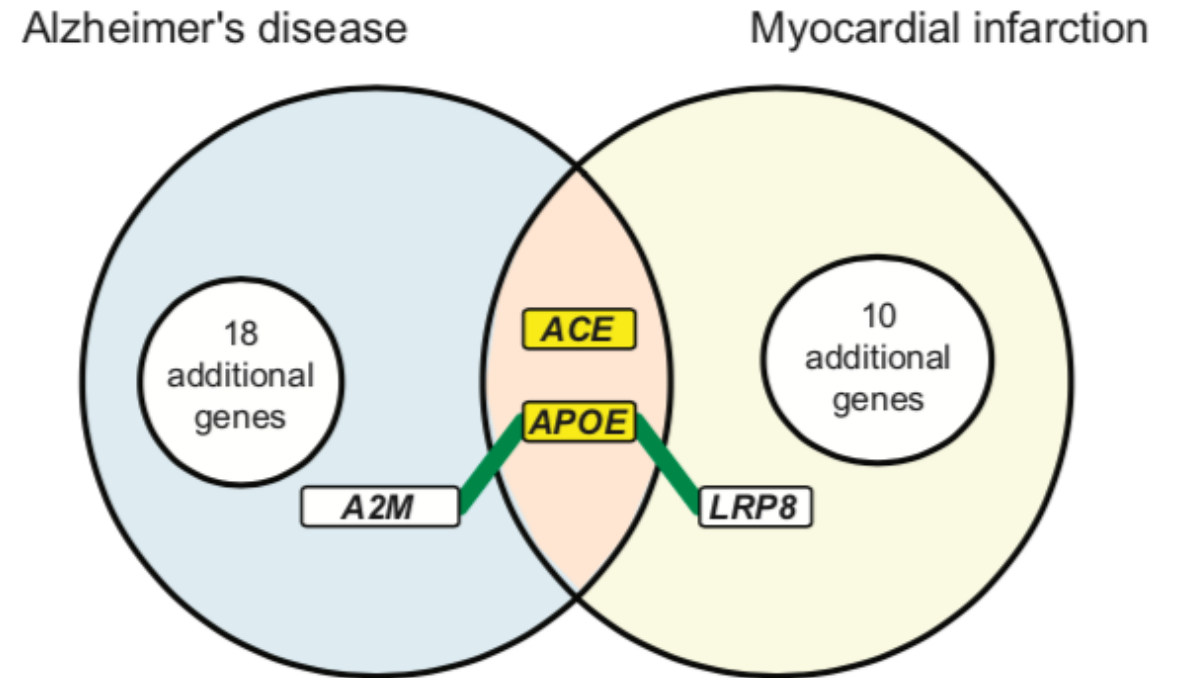 Alzheimer's disease
Myocardial infarction
18
additional
genes
ACE
APOE
A2M
LRP8
10
additional
genes